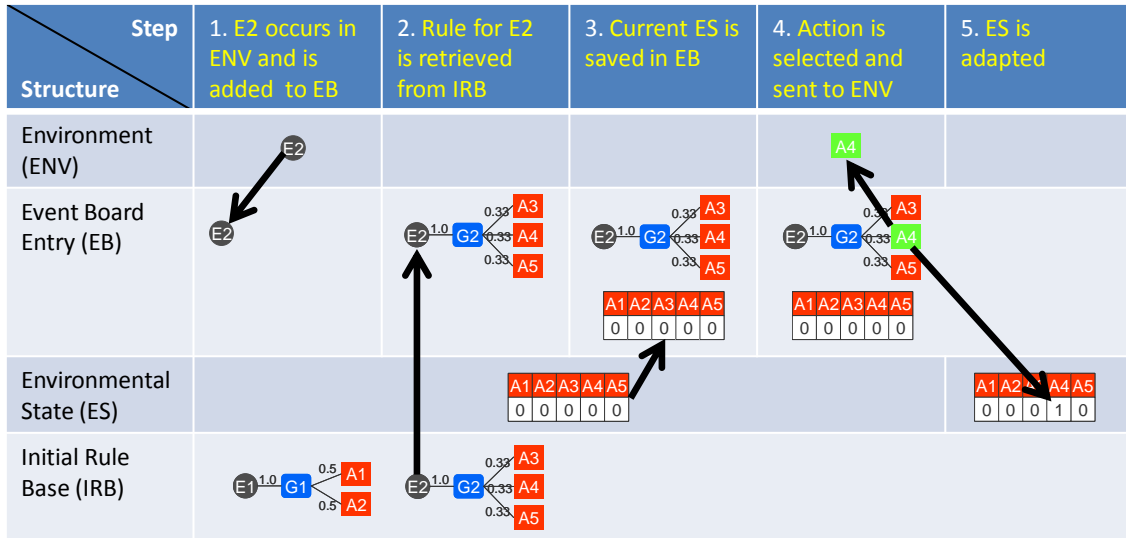 Step
Structure
1. E2 occurs in
ENV and is
added to EB
2. Rule for E2
is retrieved
from IRB
3. Current ES is
saved in EB
4. Action is
selected and
sent to ENV
5. ES is
adapted
Environment
(ENV)
E2
A4
Event Board
Entry (EB)
E2
E2 1.0 G2 0.33 A3
0.33 A4
0.33 A5
E2 1.0 G2 0.33 A3
0.33 A4
0.33 A5
A1 A2 A3 A4 A5
0 0 0 0 0
E2 1.0 G2 0.33 A3
0.33 A4
0.33 A5
A1 A2 A3 A4 A5
0 0 0 0 0
Environmental
State (ES)
A1 A2 A3 A4 A5
0 0 0 0 0
A1 A2 A4 A5
0 0 0 1 0
Initial Rule
Base (IRB)
E1 1.0 G1 0.5 A1
0.5 A2
E2 1.0 G2 0.33 A3
0.33 A4
0.33 A5